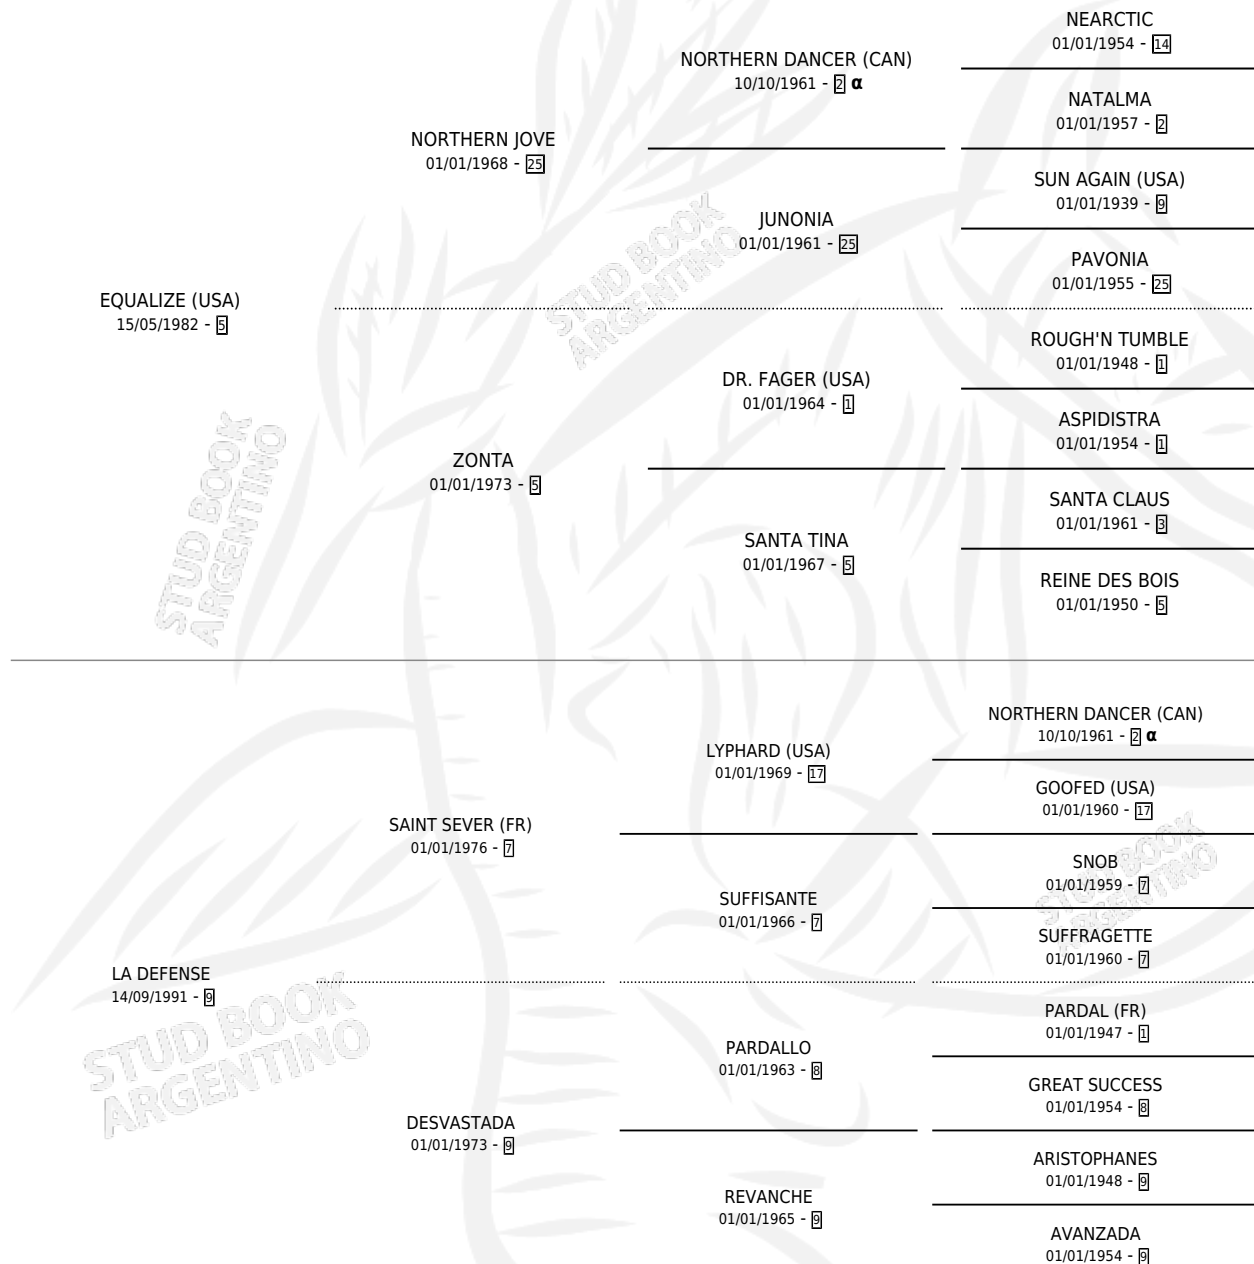 NEARCTIC
01/01/1954 - 14
NORTHERN DANCER (CAN)
10/10/1961 - 2 α
NATALMA
01/01/1957 - 2
NORTHERN JOVE
01/01/1968 - 25
SUN AGAIN (USA)
01/01/1939 - 9
JUNONIA
01/01/1961 - 25
PAVONIA
01/01/1955 - 25
EQUALIZE (USA)
15/05/1982 - 5
ROUGH'N TUMBLE
01/01/1948 - 1
DR. FAGER (USA)
01/01/1964 - 1
ASPIDISTRA
01/01/1954 - 1
ZONTA
01/01/1973 - 5
SANTA CLAUS
01/01/1961 - 3
SANTA TINA
01/01/1967 - 5
REINE DES BOIS
01/01/1950 - 5
NORTHERN DANCER (CAN)
10/10/1961 - 2 α
LYPHARD (USA)
01/01/1969 - 17
GOOFED (USA)
01/01/1960 - 17
SAINT SEVER (FR)
01/01/1976 - 7
SNOB
01/01/1959 - 7
SUFFISANTE
01/01/1966 - 7
SUFFRAGETTE
01/01/1960 - 7
LA DEFENSE
14/09/1991 - 9
PARDAL (FR)
01/01/1947 - 1
PARDALLO
01/01/1963 - 8
GREAT SUCCESS
01/01/1954 - 8
DESVASTADA
01/01/1973 - 9
ARISTOPHANES
01/01/1948 - 9
REVANCHE
01/01/1965 - 9
AVANZADA
01/01/1954 - 9
STUD BOOK
ARGENTINO
STUD BOOK
ARGENTINO
STUD BOOK
ARGENTINO
STUD BOOK
ARGENTINO